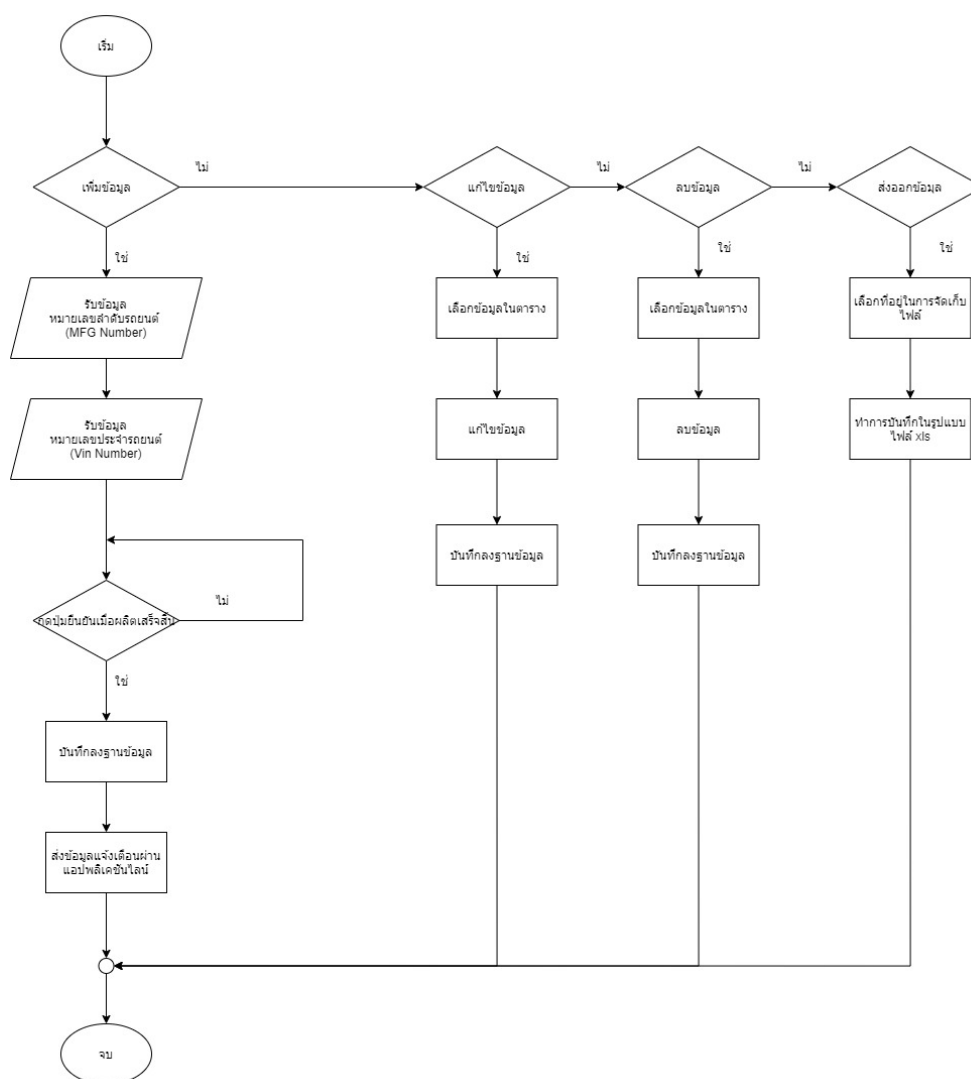 เริ่ม
เพิ่มข้อมูล
ไม่
แก้ไขข้อมูล
ไม่
ลบข้อมูล
ไม่
ส่งออกข้อมูล
ใช่
ใช่
ใช่
ใช่
รับข้อมูล
หมายเลขลำดับรถยนต์
(MFG Number)
เลือกข้อมูลในตาราง
เลือกข้อมูลในตาราง
เลือกที่อยู่ในการจัดเก็บ
ไฟล์
รับข้อมูล
หมายเลขประจำรถยนต์
(Vin Number)
แก้ไขข้อมูล
ลบข้อมูล
ทำการบันทึกในรูปแบบ
ไฟล์ xls
บันทึกลงฐานข้อมูล
บันทึกลงฐานข้อมูล
กดปุ่มยืนยันเมื่อผลิตเสร็จสิ้น
ไม่
ใช่
บันทึกลงฐานข้อมูล
ส่งข้อมูลแจ้งเตือนผ่าน
แอปพลิเคชันไลน์
จบ